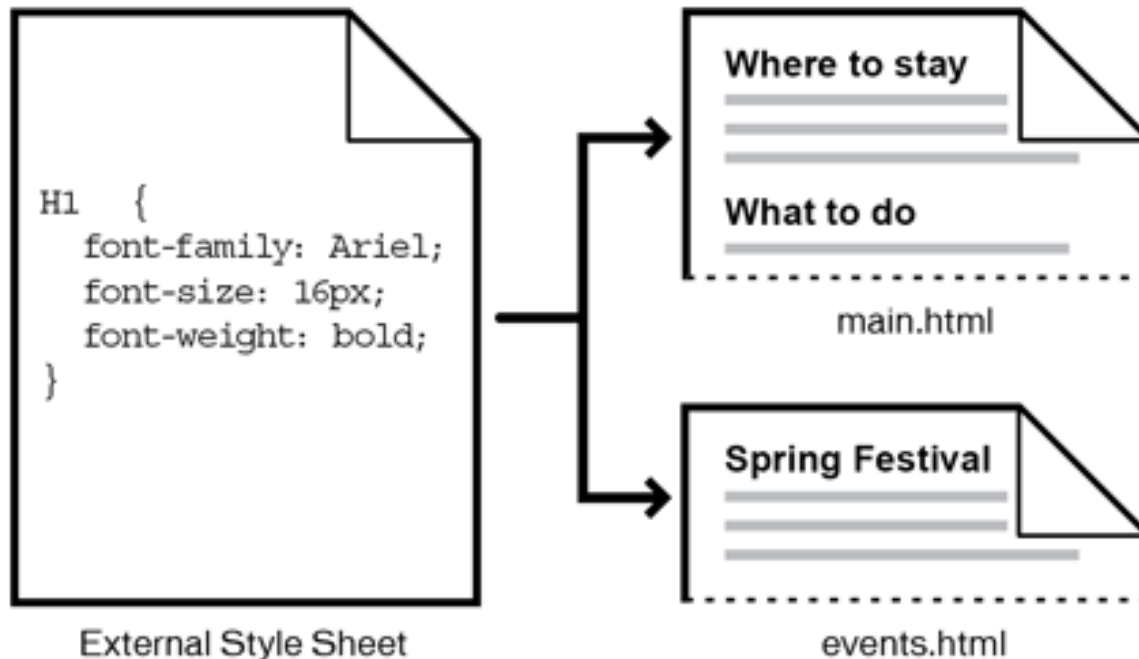 H1 {
font-family: Ariel;
font-size: 16px;
font-weight: bold;
}
External Style Sheet
Where to stay
What to do
main.html
Spring Festival
events.html